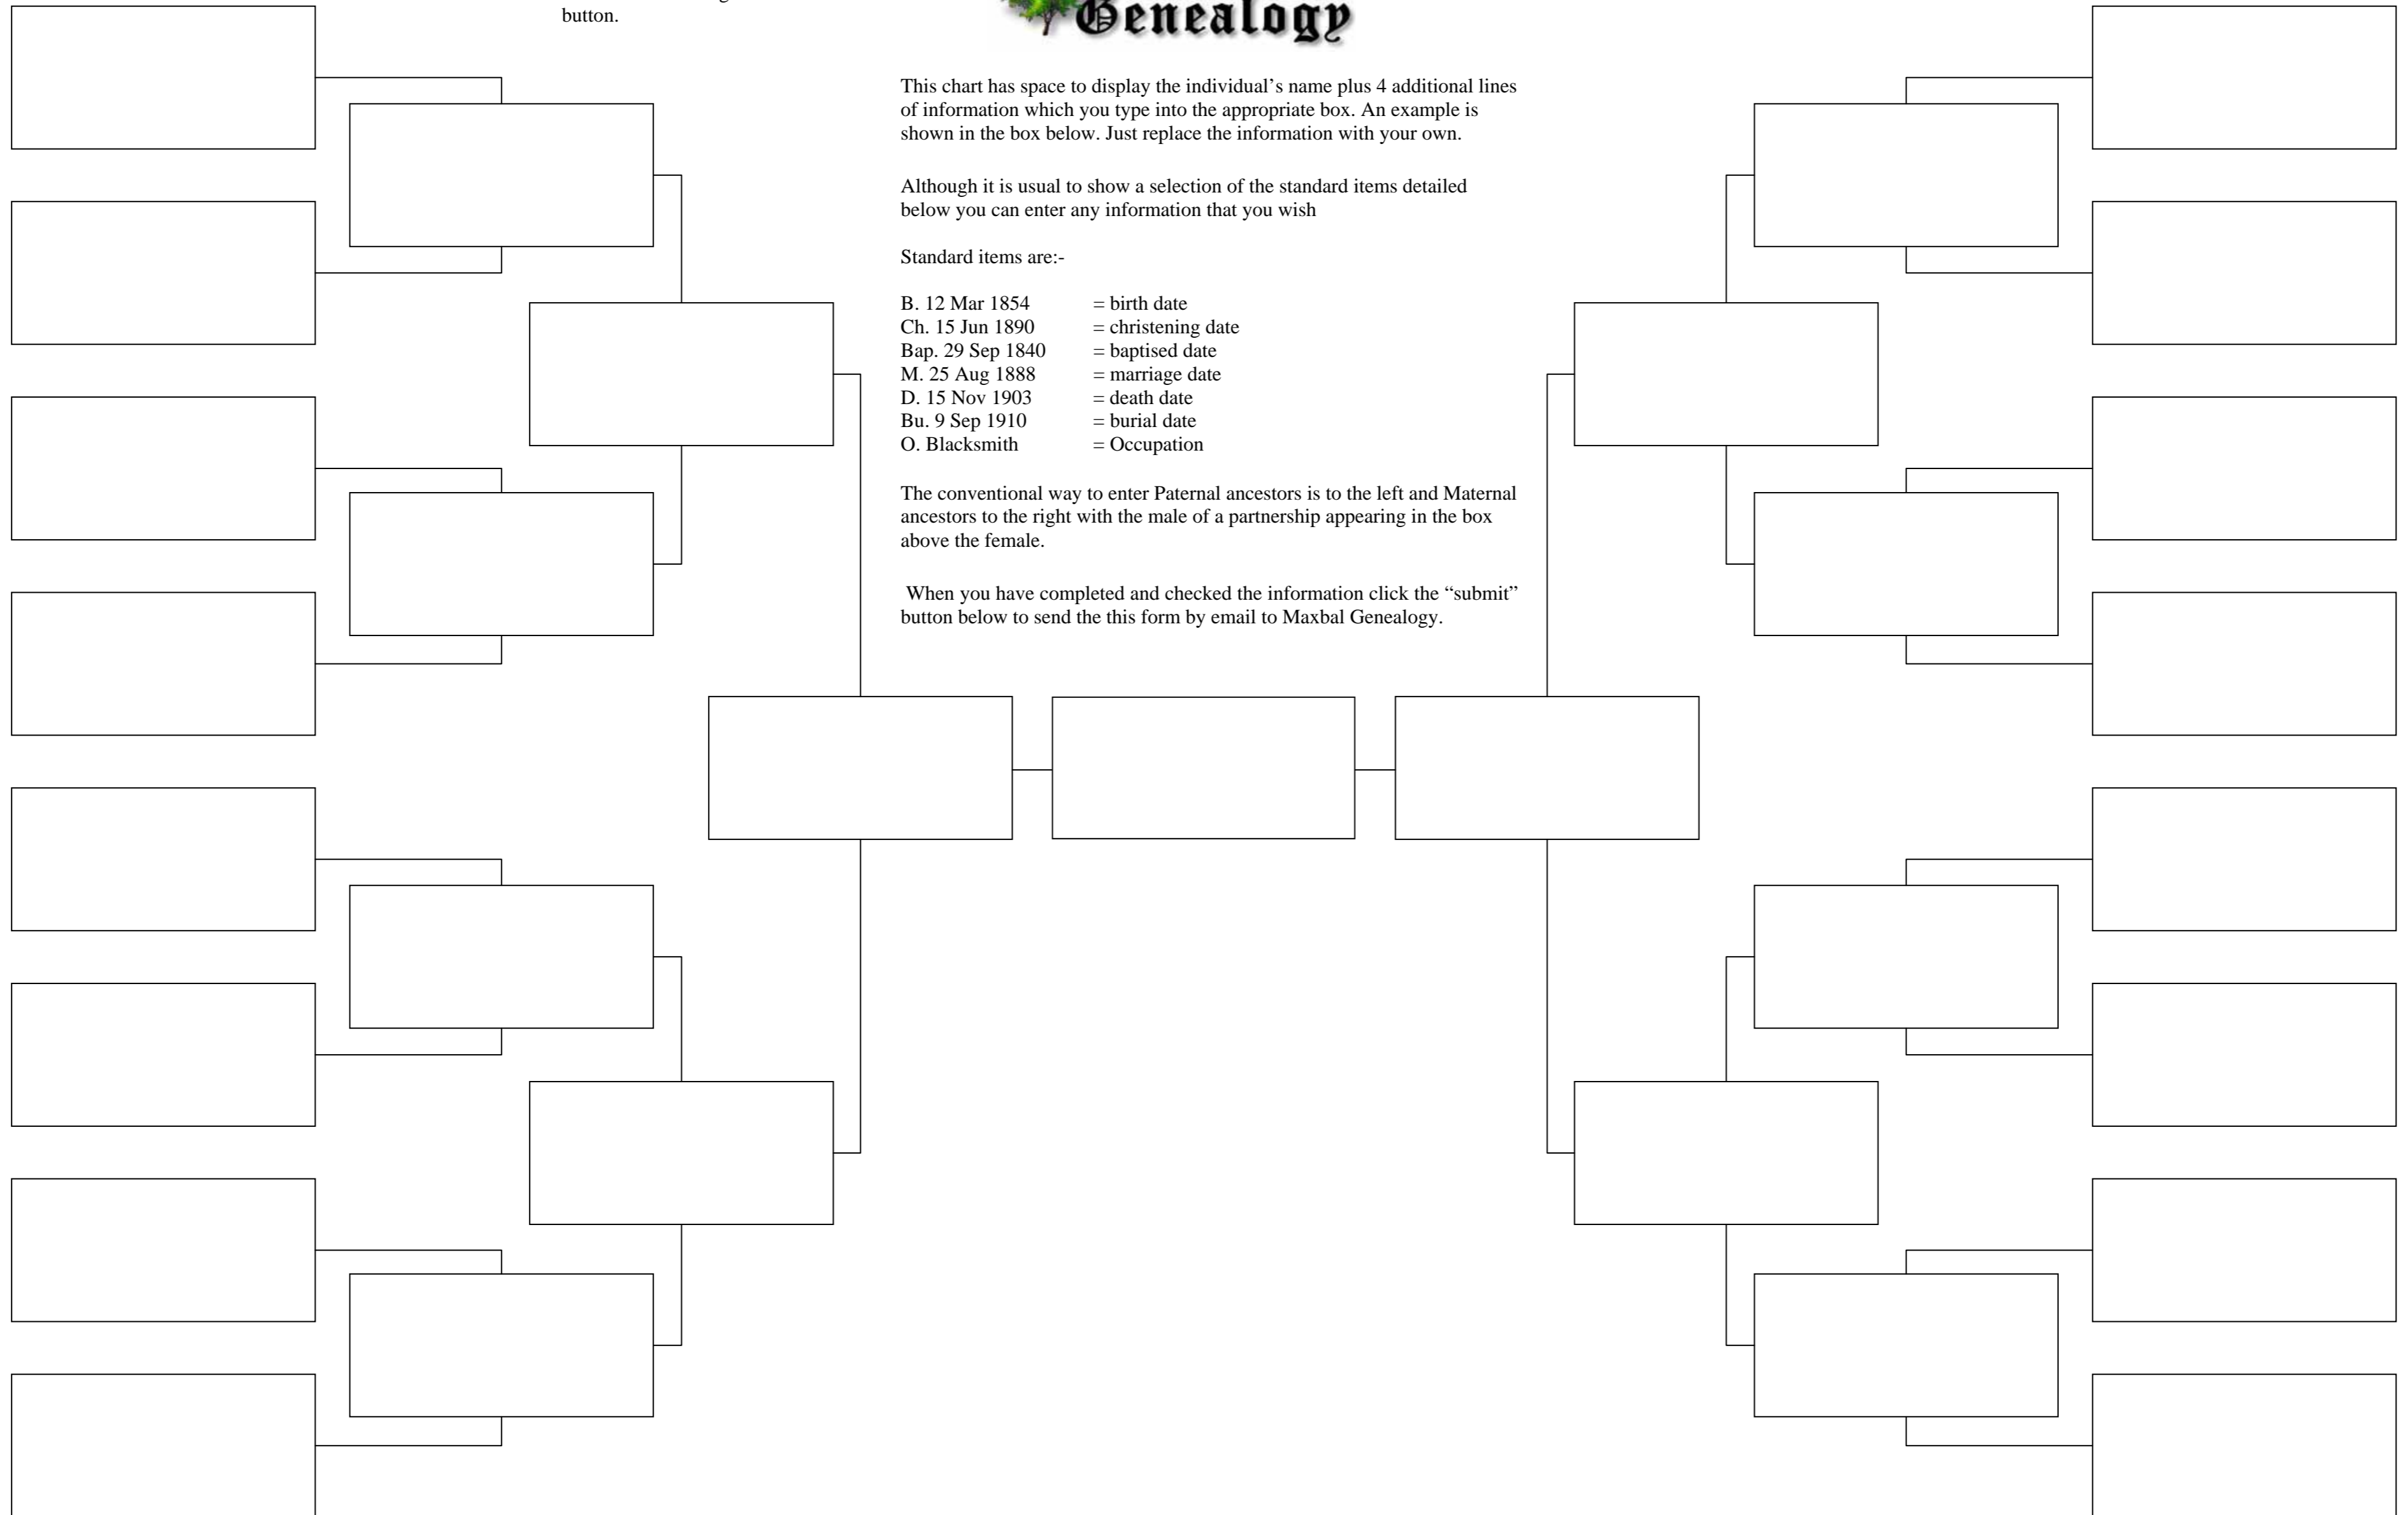 button.
Genealogy
This chart has space to display the individual’s name plus 4 additional lines
of information which you type into the appropriate box. An example is
shown in the box below. Just replace the information with your own.
Although it is usual to show a selection of the standard items detailed
below you can enter any information that you wish
Standard items are:-
B. 12 Mar 1854 = birth date
Ch. 15 Jun 1890 = christening date
Bap. 29 Sep 1840 = baptised date
M. 25 Aug 1888 = marriage date
D. 15 Nov 1903 = death date
Bu. 9 Sep 1910 = burial date
O. Blacksmith = Occupation
The conventional way to enter Paternal ancestors is to the left and Maternal
ancestors to the right with the male of a partnership appearing in the box
above the female.
When you have completed and checked the information click the “submit”
button below to send the this form by email to Maxbal Genealogy.